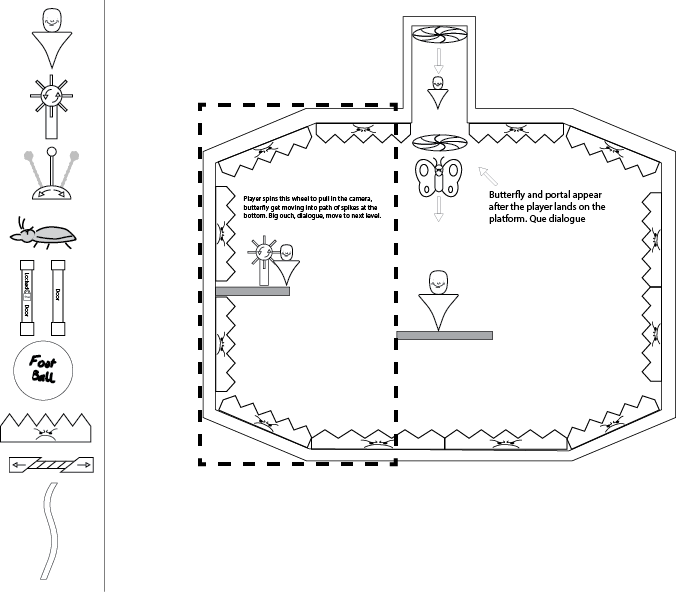 Player spins this wheel to pull in the camera,
butterfly get moving into path of spikes at the
bottom. Big ouch, dialogue, move to next level.
Butterfly and portal appear
after the player lands on the
platform. Que dialogue
Locked
Door
Door
Foot
Ball